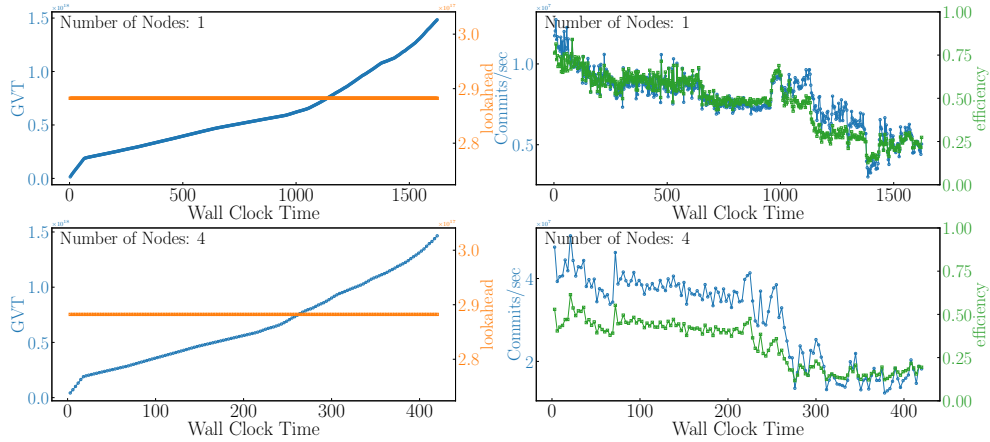 ×10¹⁸ ×10¹⁷
Number of Nodes: 1
GVT
1.5
1.0
0.5
0.0
lookahead
3.0
2.9
2.8
0 500 1000 1500
Wall Clock Time
×10⁷
Number of Nodes: 1
Commits/sec
1.0
0.5
efficiency
1.00
0.75
0.50
0.25
0.00
0 500 1000 1500
Wall Clock Time
Number of Nodes: 4
GVT
1.5
1.0
0.5
0.0
lookahead
3.0
2.9
2.8
0 100 200 300 400
Wall Clock Time
×10⁷
Number of Nodes: 4
Commits/sec
4
2
efficiency
1.00
0.75
0.50
0.25
0.00
0 100 200 300 400
Wall Clock Time